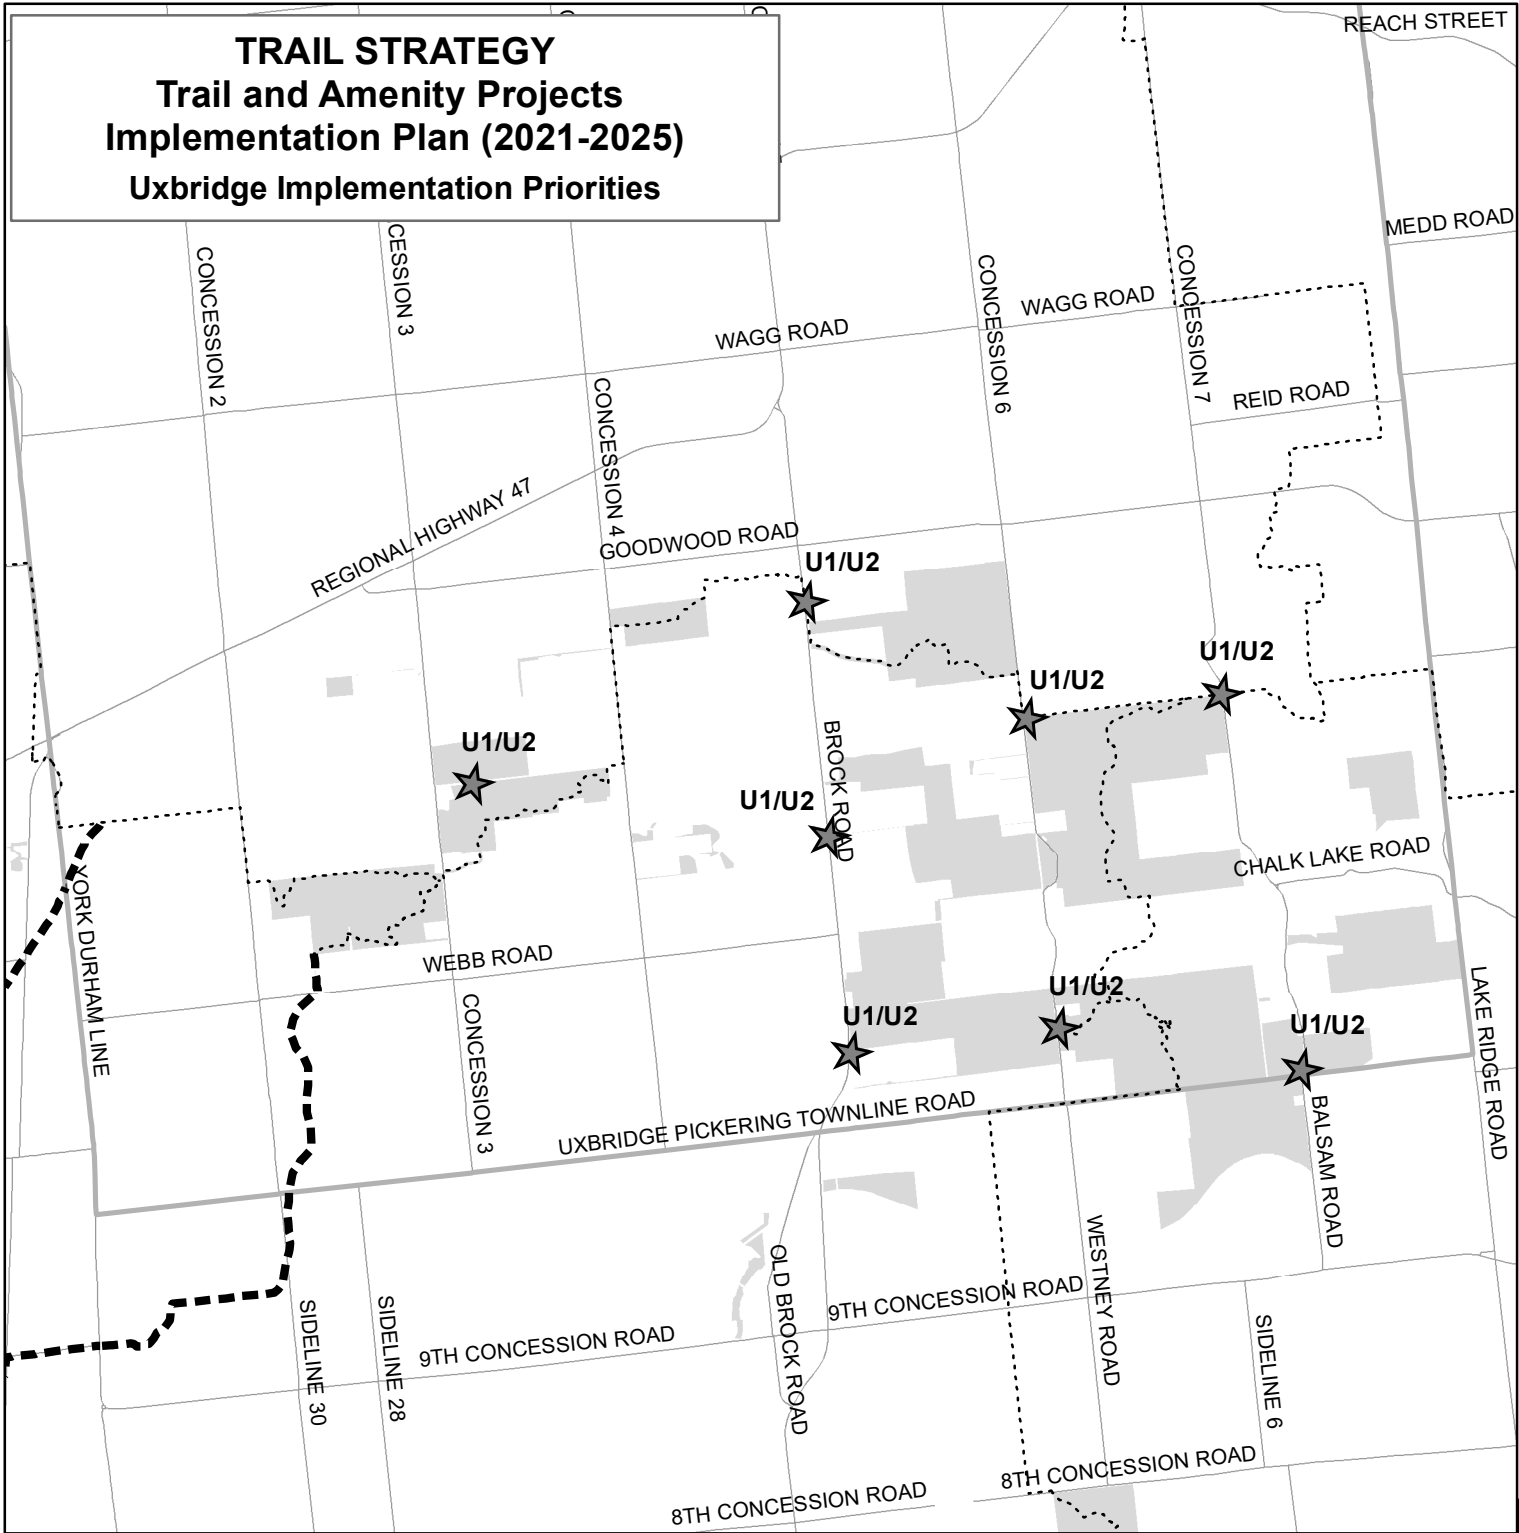 TRAIL STRATEGY
Trail and Amenity Projects
Implementation Plan (2021-2025)
Uxbridge Implementation Priorities
REACH STREET
MEDD ROAD
CONCESSION 2
CESSION 3
CONCESSION 6
CONCESSION 7
WAGG ROAD
WAGG ROAD
REID ROAD
CONCESSION 4
REGIONAL HIGHWAY 47
GOODWOOD ROAD
U1/U2
U1/U2
U1/U2
U1/U2
BROCK ROAD
U1/U2
CHALK LAKE ROAD
YORK DURHAM LINE
WEBB ROAD
CONCESSION 3
U1/U2
U1/U2
U1/U2
LAKE RIDGE ROAD
UXBRIDGE PICKERING TOWNLINE ROAD
BALSAM ROAD
WESTNEY ROAD
OLD BROCK ROAD
9TH CONCESSION ROAD
9TH CONCESSION ROAD
SIDELINE 30
SIDELINE 28
SIDELINE 6
8TH CONCESSION ROAD
8TH CONCESSION ROAD